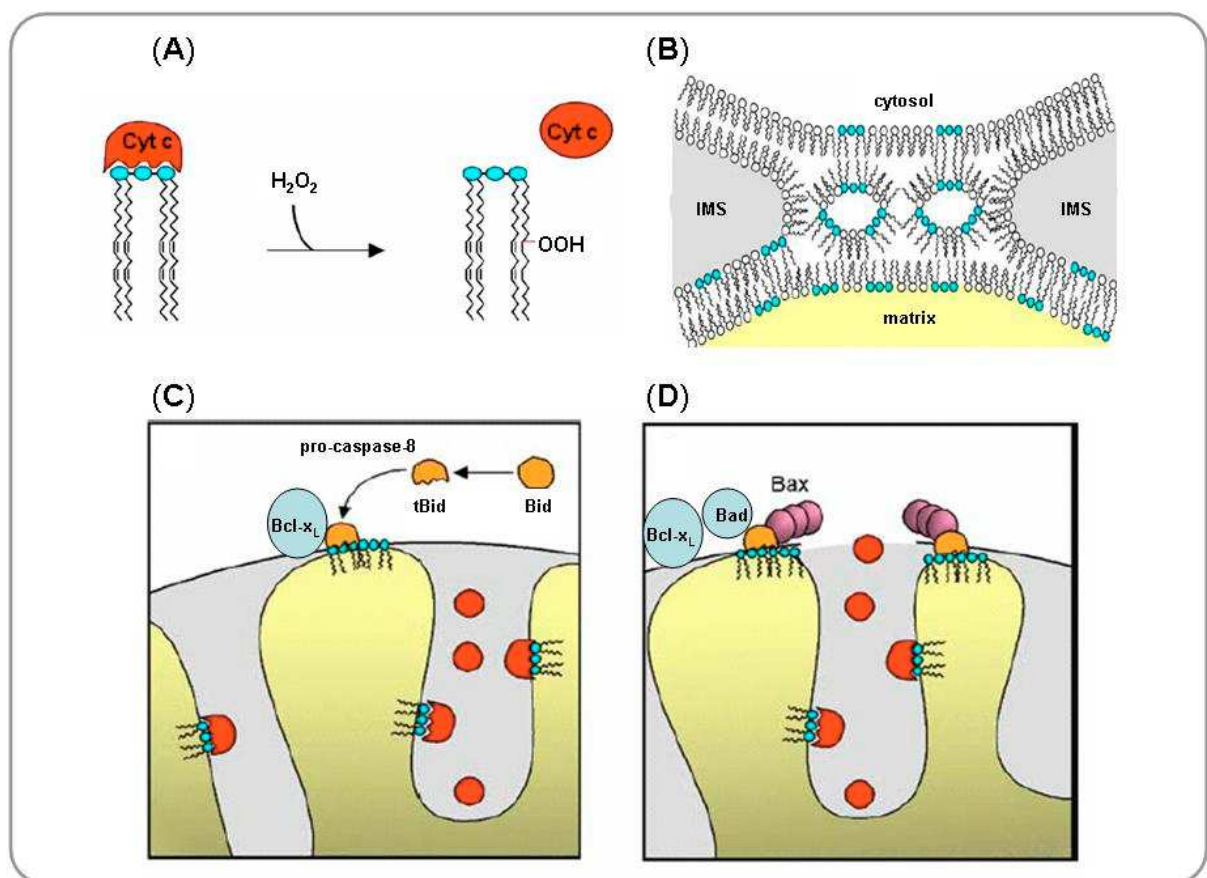 (A)
Cyt c
H₂O₂
Cyt c
OOH
(B)
cytosol
IMS
IMS
matrix
(C)
pro-caspase-8
tBid
Bid
Bcl-xL
(D)
Bax
Bad
Bcl-xL